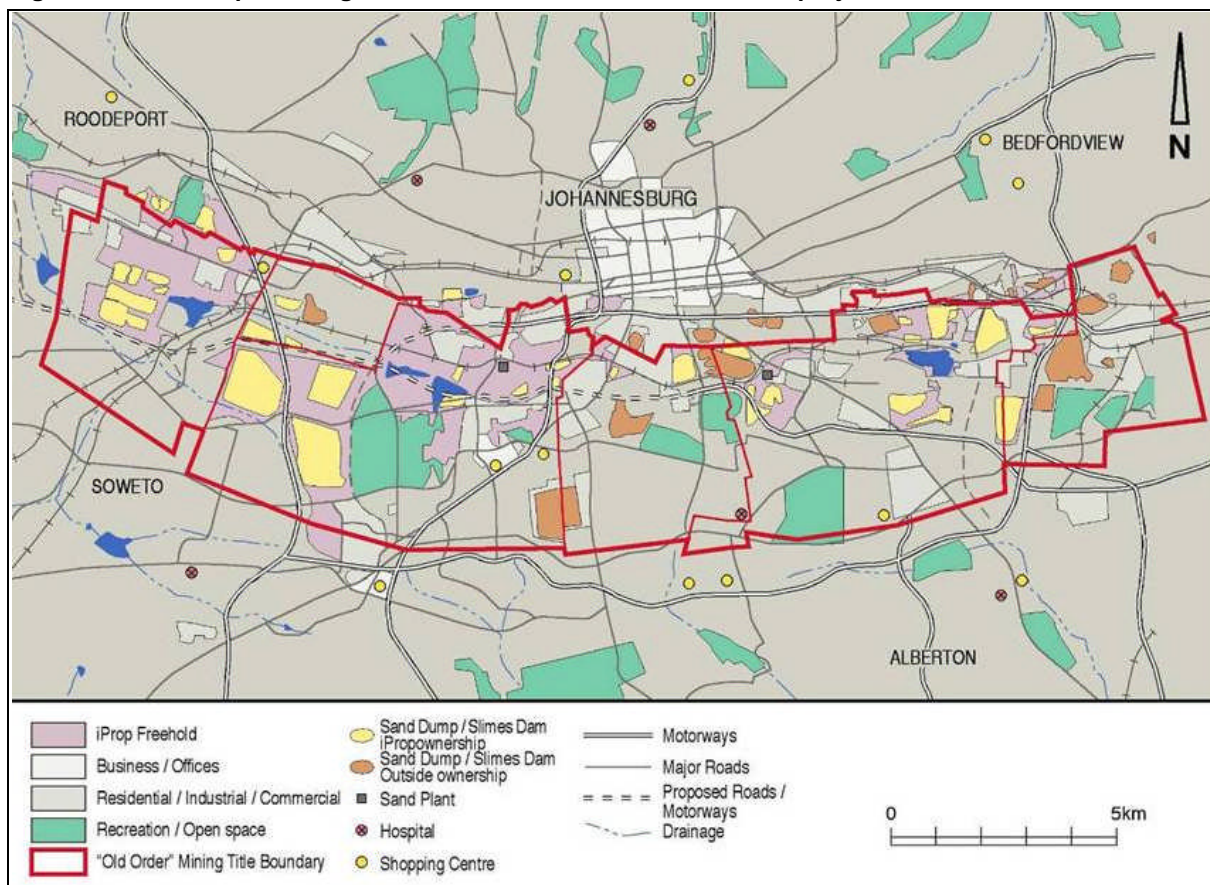 ROODEPORT
BEDFORDVIEW
N
JOHANNESBURG
SOWETO
ALBERTON
iProp Freehold
Business / Offices
Residential / Industrial / Commercial
Recreation / Open space
"Old Order" Mining Title Boundary
Sand Dump / Slimes Dam
iPropownership
Sand Dump / Slimes Dam
Outside ownership
Sand Plant
Hospital
Shopping Centre
Motorways
Major Roads
Proposed Roads /
Motorways
Drainage
0 5km